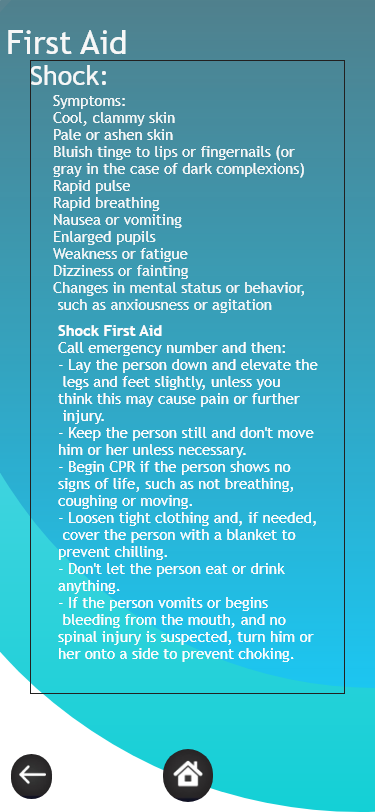 First Aid
Shock:
Symptoms:
Cool, clammy skin
Pale or ashen skin
Bluish tinge to lips or fingernails (or
gray in the case of dark complexions)
Rapid pulse
Rapid breathing
Nausea or vomiting
Enlarged pupils
Weakness or fatigue
Dizziness or fainting
Changes in mental status or behavior,
such as anxiousness or agitation
Shock First Aid
Call emergency number and then:
- Lay the person down and elevate the
legs and feet slightly, unless you
think this may cause pain or further
injury.
- Keep the person still and don't move
him or her unless necessary.
- Begin CPR if the person shows no
signs of life, such as not breathing,
coughing or moving.
- Loosen tight clothing and, if needed,
cover the person with a blanket to
prevent chilling.
- Don't let the person eat or drink
anything.
- If the person vomits or begins
bleeding from the mouth, and no
spinal injury is suspected, turn him or
her onto a side to prevent choking.